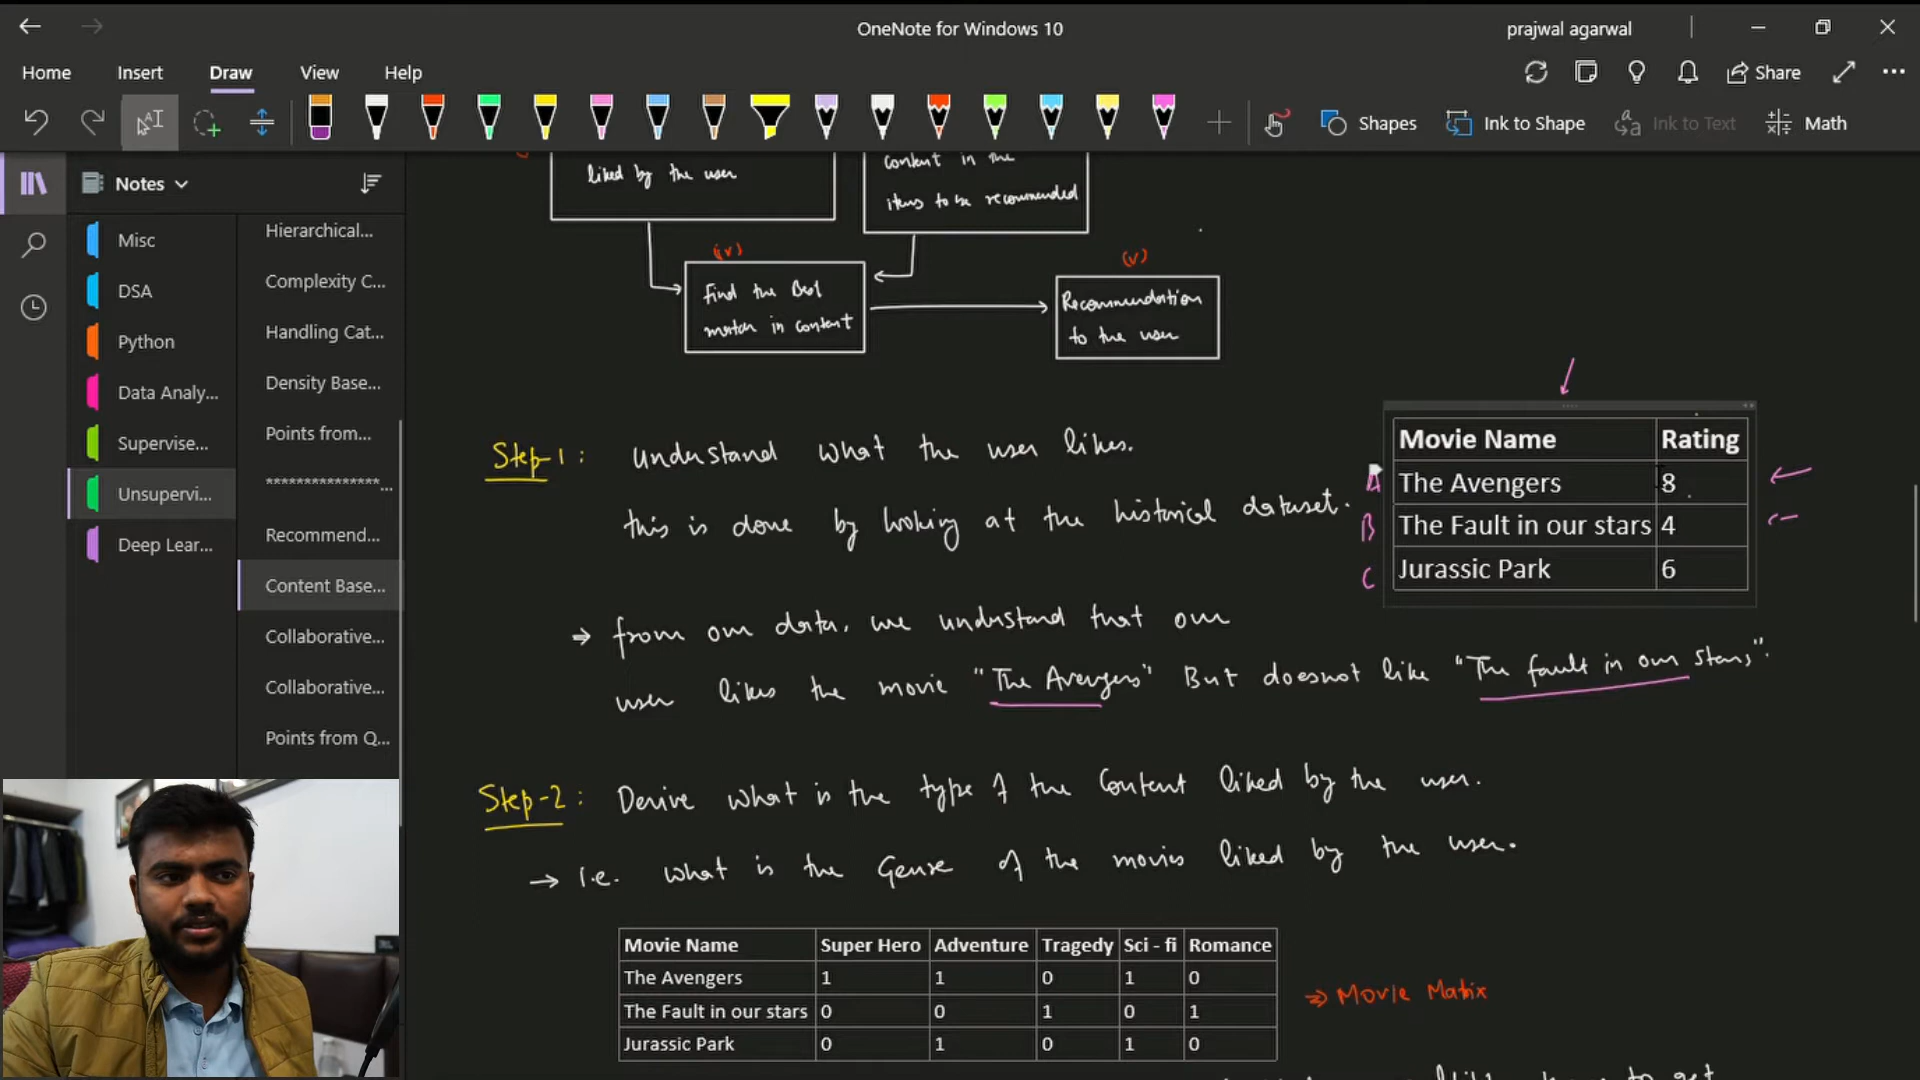 OneNote for Windows 10
prajwal agarwal
Home Insert Draw View Help
Share
Shapes Ink to Shape Ink to Text Math
Notes
Misc
DSA
Python
Data Analy...
Supervise...
Unsupervi...
Deep Lear...
Hierarchical...
Complexity C...
Handling Cat...
Density Base...
Points from...
***************...
Recommend...
Content Base...
Collaborative...
Collaborative...
Points from Q...
liked by the user
content in the
items to be recommended
(iv)
Find the Best
match in content
(v)
Recommendation
to the user
Step-1: Understand what the user likes.
this is done by looking at the historical dataset.
Movie Name Rating
A The Avengers 8
B The Fault in our stars 4
C Jurassic Park 6
⇒ from our data, we understand that our
user likes the movie "The Avengers" But doesnot like "The fault in our stars".
Step-2: Derive what is the type of the Content liked by the user.
→ i.e. what is the Genre of the movies liked by the user.
Movie Name Super Hero Adventure Tragedy Sci - fi Romance
The Avengers 1 1 0 1 0
The Fault in our stars 0 0 1 0 1
Jurassic Park 0 1 0 1 0
⇒ Movie Matrix